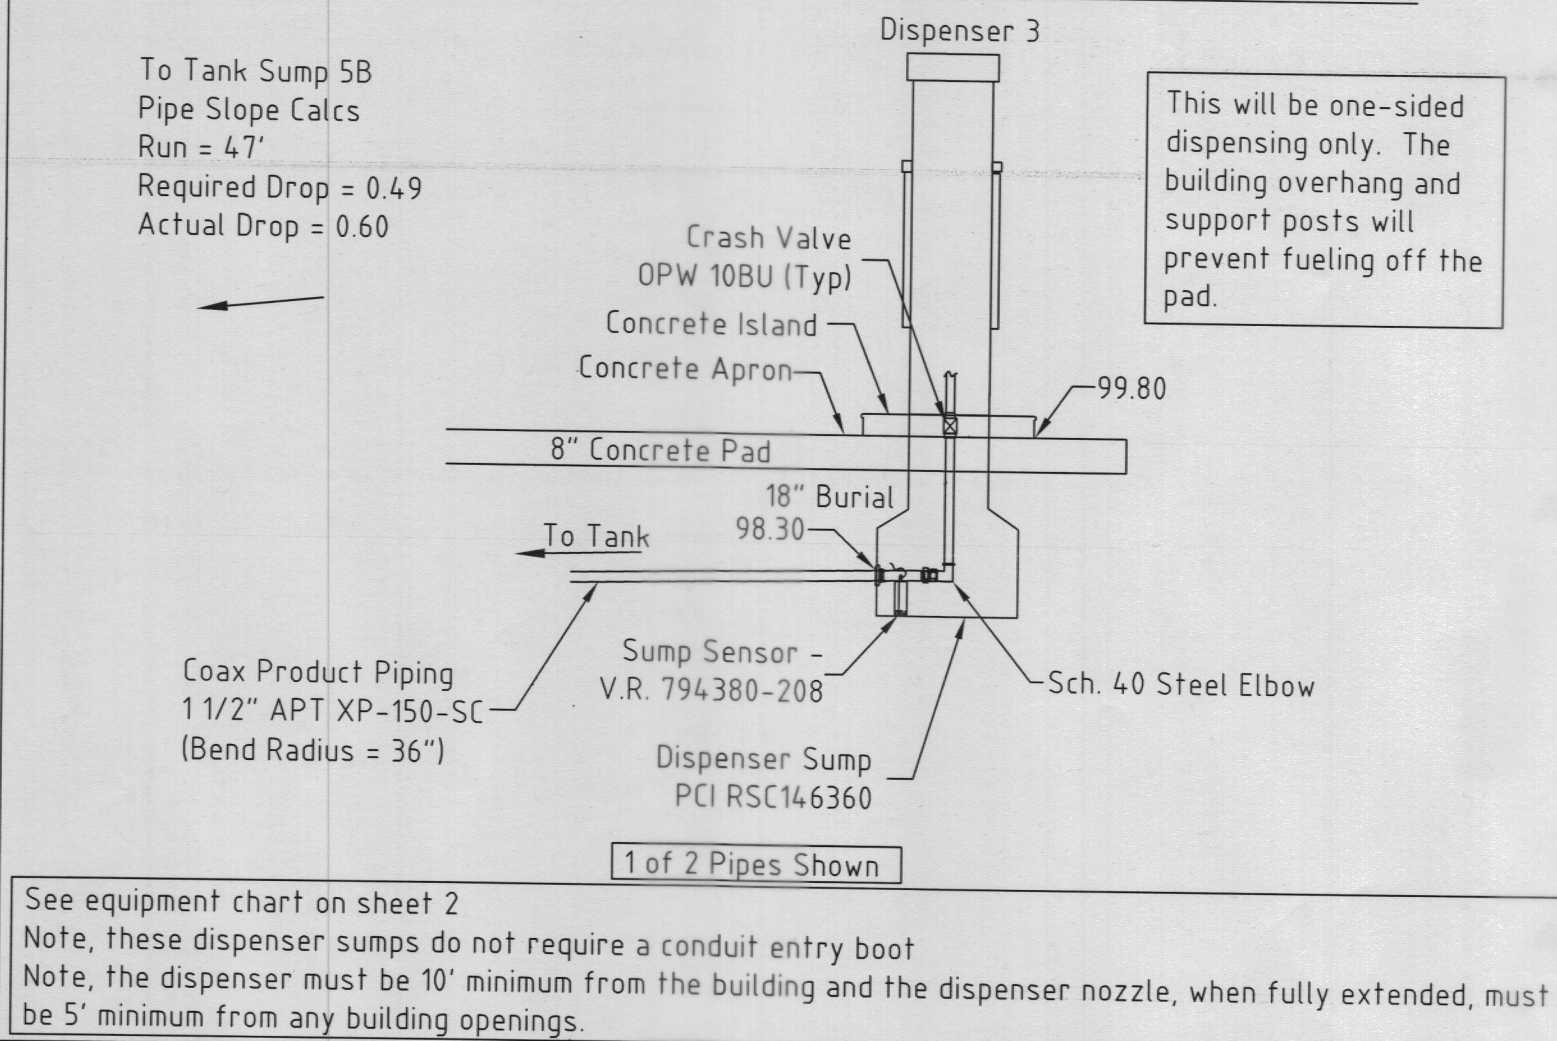 Dispenser 3
To Tank Sump 5B
Pipe Slope Calcs
Run = 47'
Required Drop = 0.49
Actual Drop = 0.60
This will be one-sided
dispensing only. The
building overhang and
support posts will
prevent fueling off the
pad.
Crash Valve
OPW 10BU (Typ)
Concrete Island
Concrete Apron
99.80
8" Concrete Pad
18" Burial
98.30
To Tank
Coax Product Piping
1 1/2" APT XP-150-SC
(Bend Radius = 36")
Sump Sensor -
V.R. 794380-208
Sch. 40 Steel Elbow
Dispenser Sump
PCI RSC146360
1 of 2 Pipes Shown
See equipment chart on sheet 2
Note, these dispenser sumps do not require a conduit entry boot
Note, the dispenser must be 10' minimum from the building and the dispenser nozzle, when fully extended, must
be 5' minimum from any building openings.